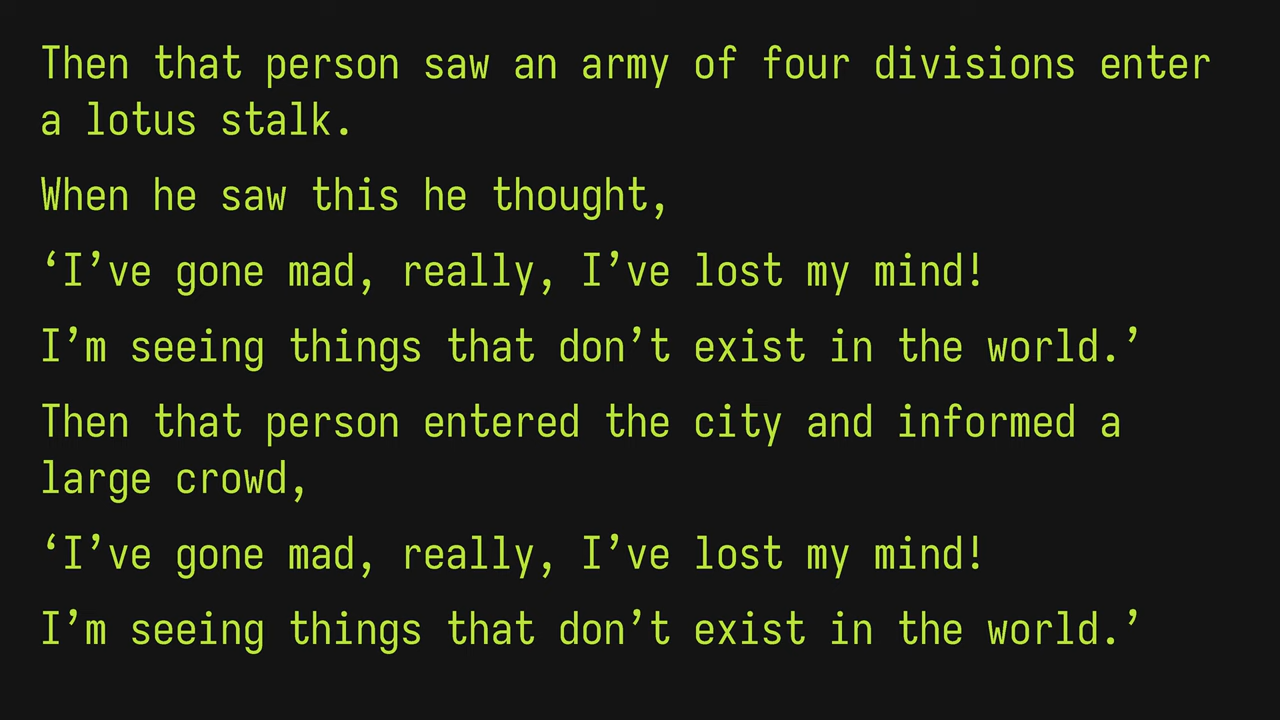 Then that person saw an army of four divisions enter
a lotus stalk.
When he saw this he thought,
‘I’ve gone mad, really, I’ve lost my mind!
I’m seeing things that don’t exist in the world.’
Then that person entered the city and informed a
large crowd,
‘I’ve gone mad, really, I’ve lost my mind!
I’m seeing things that don’t exist in the world.’